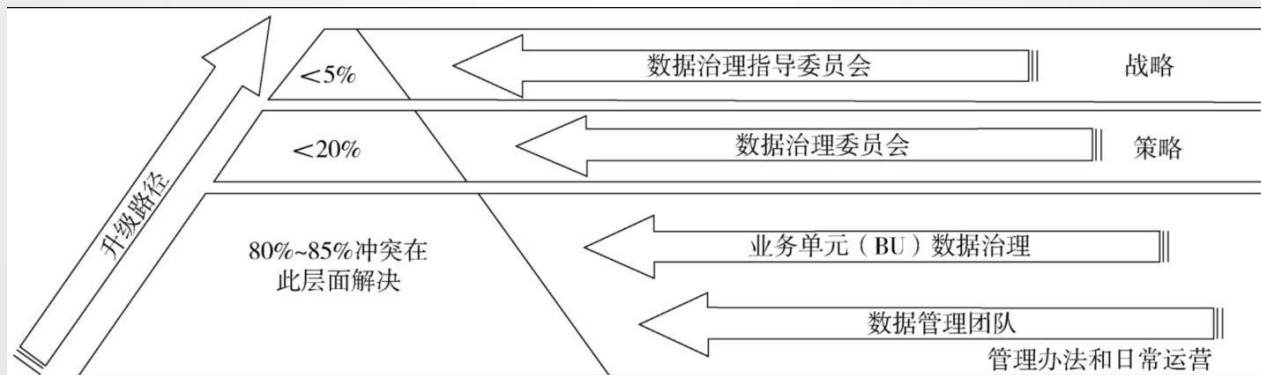 <5%
数据治理指导委员会
战略
<20%
数据治理委员会
策略
升级路径
80%~85%冲突在
此层面解决
业务单元（BU）数据治理
数据管理团队
管理办法和日常运营